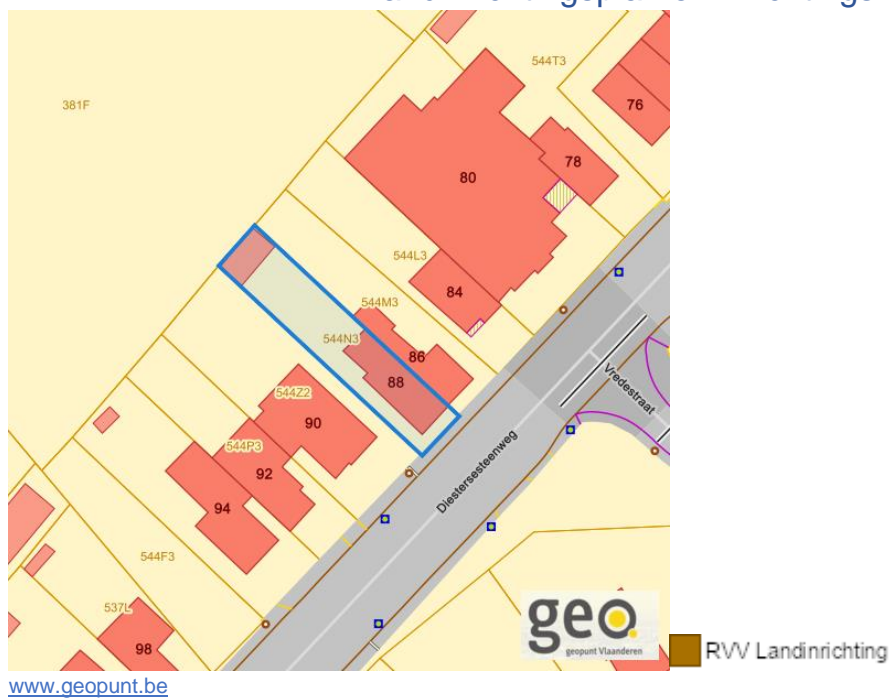 381F
544T3
76
78
80
544L3
84
544M3
544N3
86
88
Vredestraat
544Z2
90
Diestersesteenweg
544P3
92
94
544F3
537L
98
geo
geopunt Vlaanderen
RVV Landinrichting
www.geopunt.be